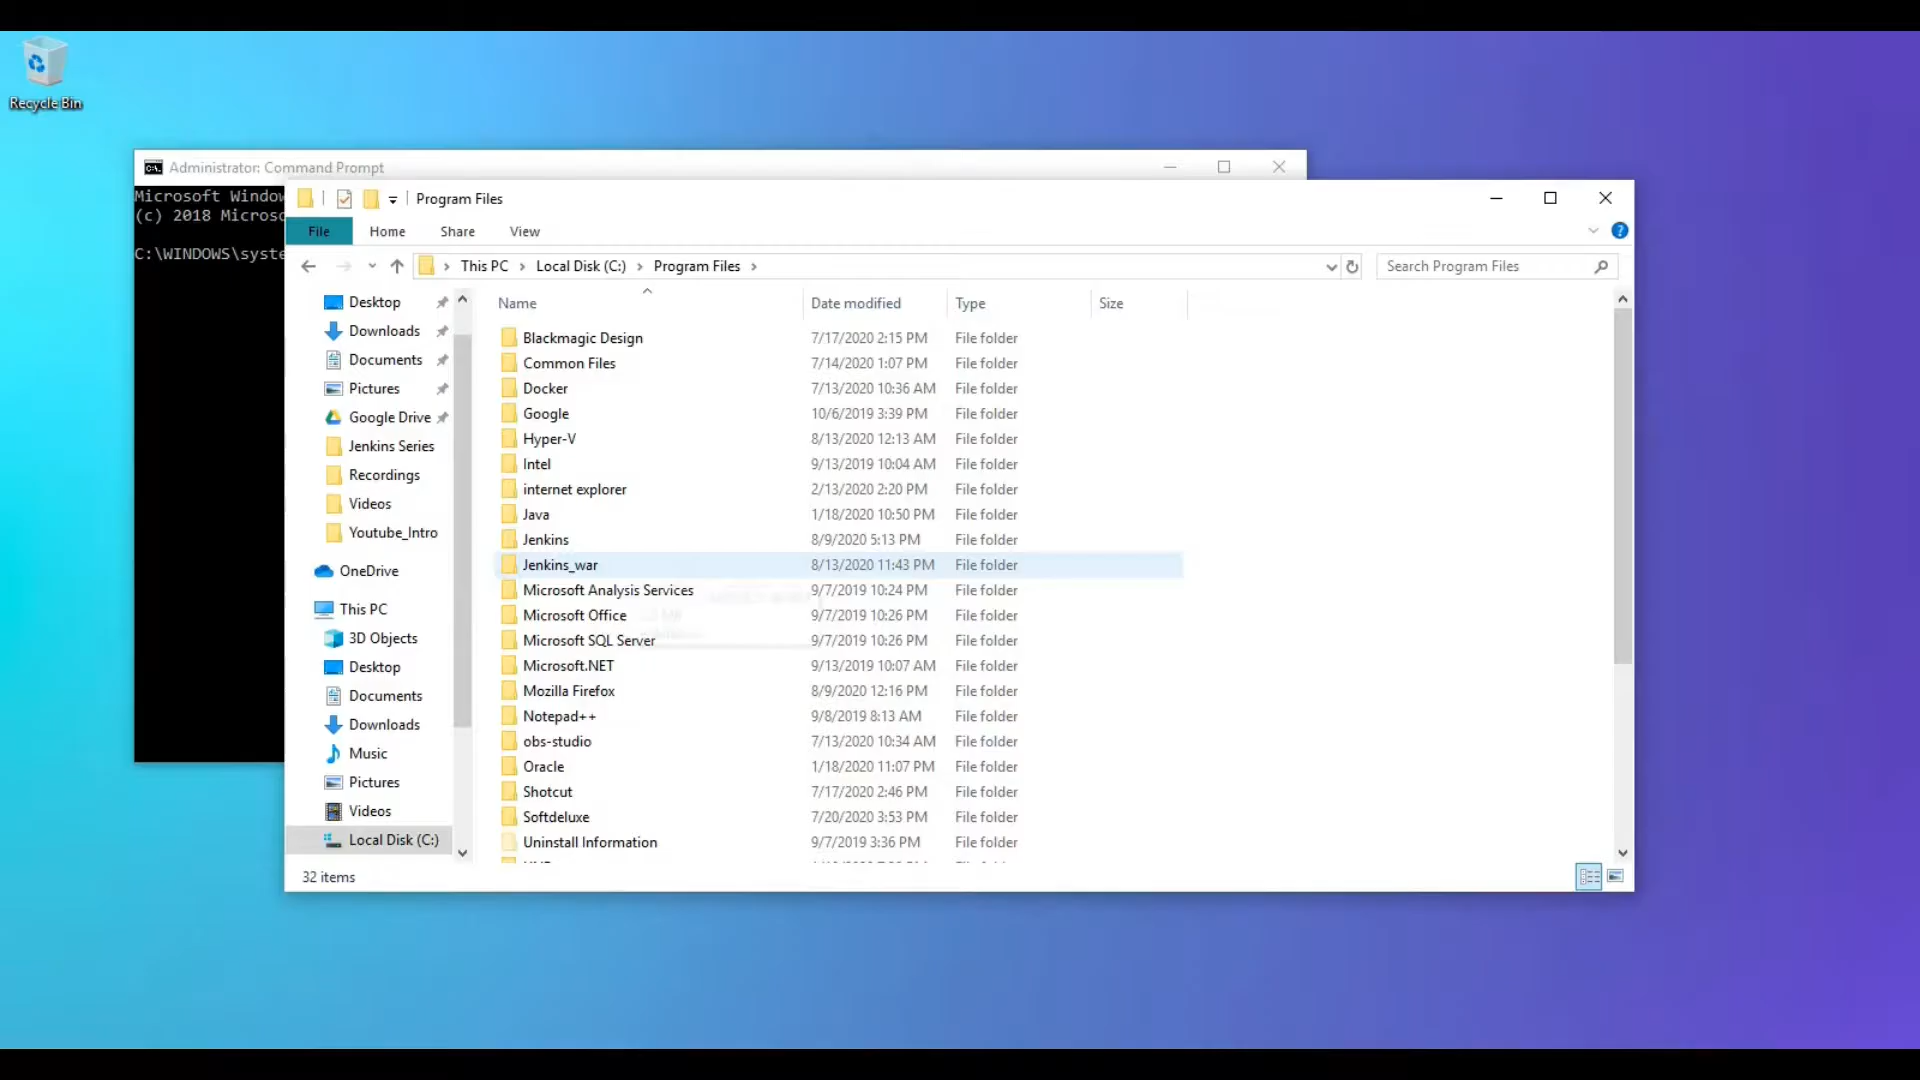 Recycle Bin
Administrator: Command Prompt
Microsoft Window
(c) 2018 Microso
C:\WINDOWS\syste
Program Files
File Home Share View
This PC > Local Disk (C:) > Program Files >
Search Program Files
Desktop
Downloads
Documents
Pictures
Google Drive
Jenkins Series
Recordings
Videos
Youtube_Intro
OneDrive
This PC
3D Objects
Desktop
Documents
Downloads
Music
Pictures
Videos
Local Disk (C:)
Name Date modified Type Size
Blackmagic Design 7/17/2020 2:15 PM File folder
Common Files 7/14/2020 1:07 PM File folder
Docker 7/13/2020 10:36 AM File folder
Google 10/6/2019 3:39 PM File folder
Hyper-V 8/13/2020 12:13 AM File folder
Intel 9/13/2019 10:04 AM File folder
internet explorer 2/13/2020 2:20 PM File folder
Java 1/18/2020 10:50 PM File folder
Jenkins 8/9/2020 5:13 PM File folder
Jenkins_war 8/13/2020 11:43 PM File folder
Microsoft Analysis Services 9/7/2019 10:24 PM File folder
Microsoft Office 9/7/2019 10:26 PM File folder
Microsoft SQL Server 9/7/2019 10:26 PM File folder
Microsoft.NET 9/13/2019 10:07 AM File folder
Mozilla Firefox 8/9/2020 12:16 PM File folder
Notepad++ 9/8/2019 8:13 AM File folder
obs-studio 7/13/2020 10:34 AM File folder
Oracle 1/18/2020 11:07 PM File folder
Shotcut 7/17/2020 2:46 PM File folder
Softdeluxe 7/20/2020 3:53 PM File folder
Uninstall Information 9/7/2019 3:36 PM File folder
32 items